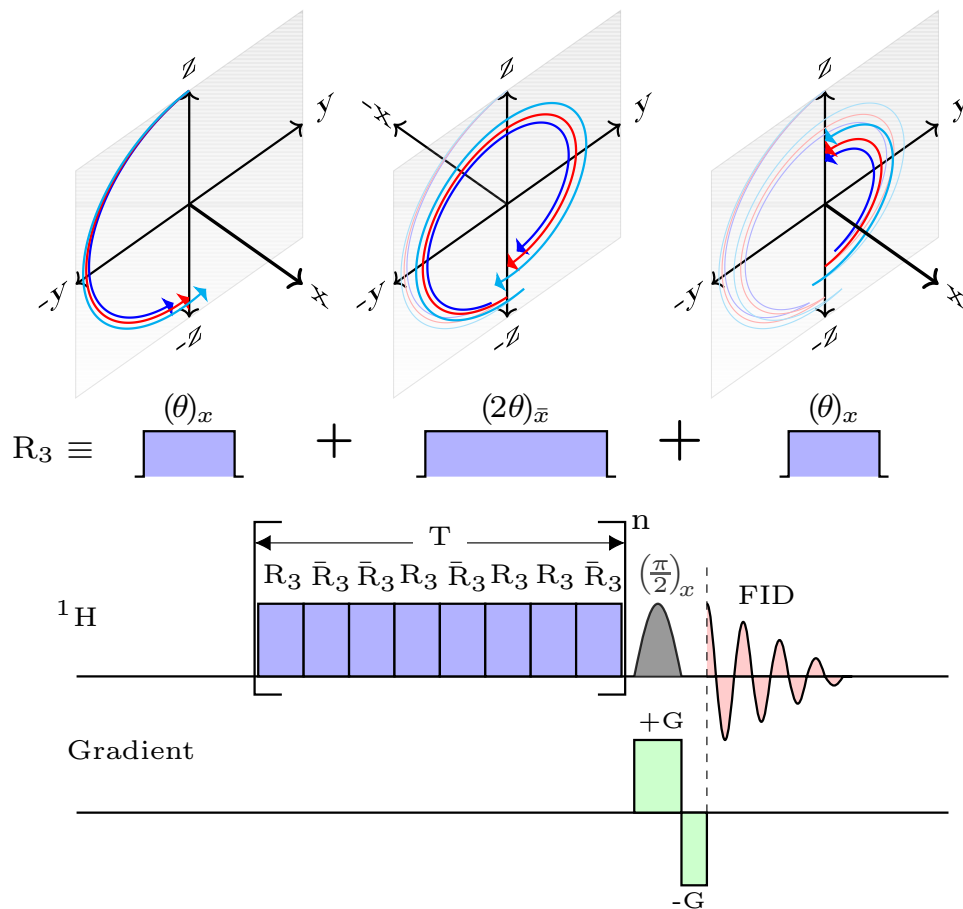 z z z
y -x y y
-y x -y -y x
-z -z -z
(θ)ₓ (2θ)ₓ̄ (θ)ₓ
R₃ ≡ + +
T n
R₃ R̄₃ R̄₃ R₃ R̄₃ R₃ R₃ R̄₃ (π/2)ₓ
¹H FID
+G
Gradient
-G